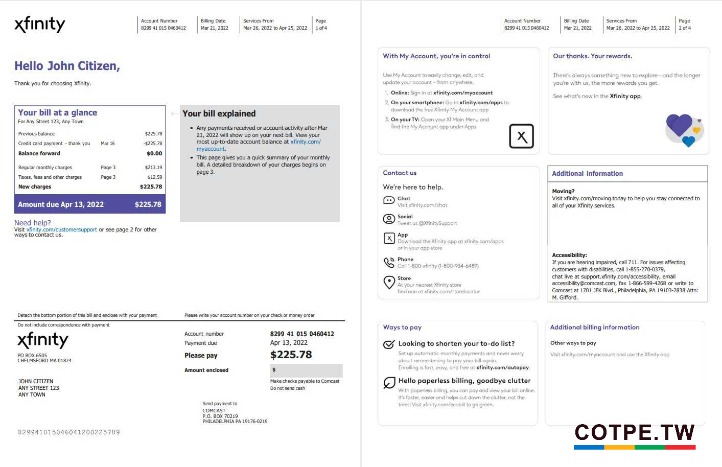 xfinity
Account Number
8299 41 015 0460412
Billing Date
Mar 21, 2022
Services From
Mar 26, 2022 to Apr 25, 2022
Page
1 of 4
Hello John Citizen,
Thank you for choosing Xfinity.
Your bill at a glance
For Any Street 123, Any Town
Previous balance $225.78
Credit card payment - thank you Mar 16 -$225.78
Balance forward $0.00
Regular monthly charges Page 3 $213.19
Taxes, fees and other charges Page 3 $12.59
New charges $225.78
Amount due Apr 13, 2022 $225.78
Need help?
Visit xfinity.com/customersupport or see page 2 for other
ways to contact us.
Your bill explained
• Any payments received or account activity after Mar
21, 2022 will show up on your next bill. View your
most up-to-date account balance at xfinity.com/
myaccount.
• This page gives you a quick summary of your monthly
bill. A detailed breakdown of your charges begins on
page 3.
Detach the bottom portion of this bill and enclose with your payment
Please write your account number on your check or money order
Do not include correspondence with payment
xfinity
PO BOX 6505
CHELMSFORD MA 01824
JOHN CITIZEN
ANY STREET 123
ANY TOWN
Account number 8299 41 015 0460412
Payment due Apr 13, 2022
Please pay $225.78
Amount enclosed $
Make checks payable to Comcast
Do not send cash
Send payment to
COMCAST
P.O. BOX 70219
PHILADELPHIA PA 19176-0219
Account Number
8299 41 015 0460412
Billing Date
Mar 21, 2022
Services From
Mar 26, 2022 to Apr 25, 2022
Page
2 of 4
With My Account, you're in control
Use My Account to easily change, edit, and
update your account - from anywhere.
1. Online: Sign in at xfinity.com/myaccount
2. On your smartphone: Go to xfinity.com/apps to
download the free Xfinity My Account App
3. On your TV: Open your X1 Main Menu, and
find the My Account app under Apps
X
Our thanks. Your rewards.
There's always something new to explore—and the longer
you're with us, the more rewards you get.
See what's new in the Xfinity app.
Contact us
We're here to help.
Chat
Visit xfinity.com/chat
Social
Tweet us @XfinitySupport
X
App
Download the Xfinity app at xfinity.com/apps
or in your app store
Phone
Call 1-800-xfinity (1-800-934-6489)
Store
At your nearest Xfinity store
find one at xfinity.com/storelocator
Additional information
Moving?
Visit xfinity.com/moving today to help you stay connected to
all of your Xfinity services.
Accessibility:
If you are hearing impaired, call 711. For issues affecting
customers with disabilities, call 1-855-270-0379,
chat live at support.xfinity.com/accessibility, email
accessibility@comcast.com, fax 1-866-599-4268 or write to
Comcast at 1701 JFK Blvd., Philadelphia, PA 19103-2838 Attn:
M. Gifford.
Ways to pay
Looking to shorten your to-do list?
Set up automatic monthly payments and never worry
about remembering to pay your bill again.
Enrolling is fast, easy, and free at xfinity.com/autopay.
Hello paperless billing, goodbye clutter
With paperless billing, you can pay and view your bill online.
It's faster, easier and helps cut down the clutter, not the
trees! Visit xfinity.com/bill to go green.
Additional billing information
Other ways to pay
Visit xfinity.com/myaccount and use the Xfinity app
COTPE.TW